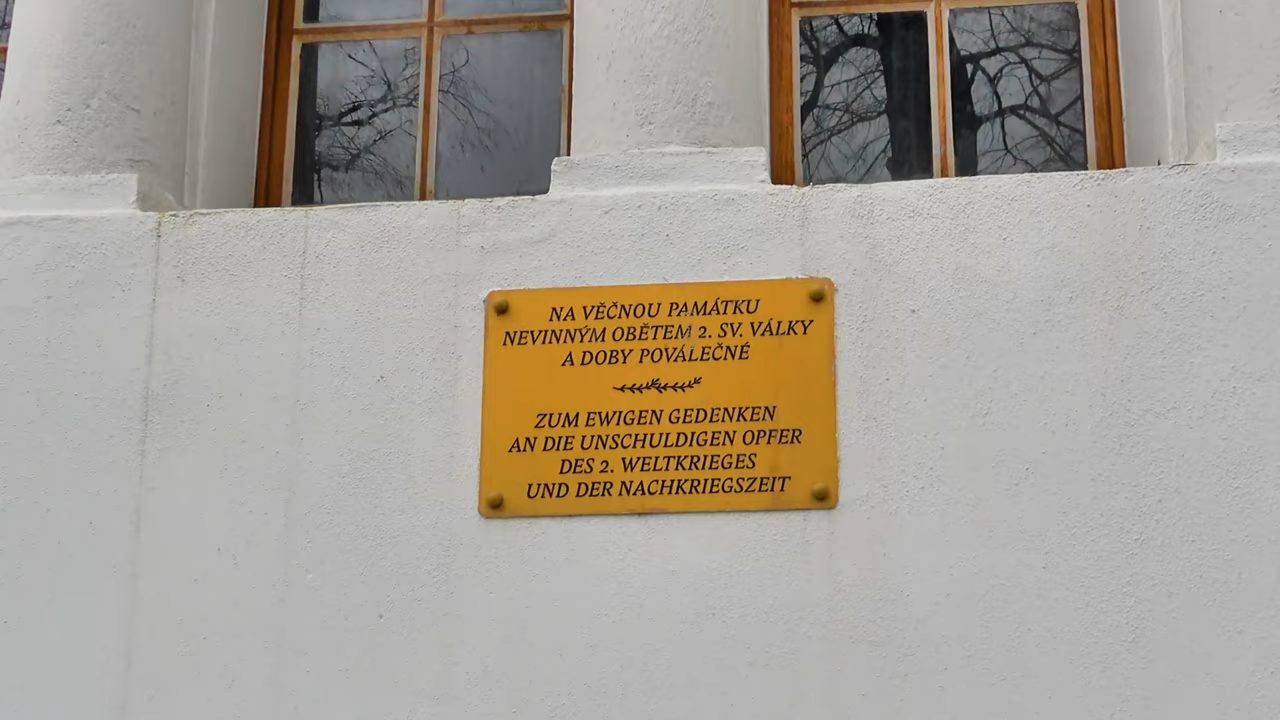 NA VĚČNOU PAMÁTKU
NEVINNÝM OBĚTEM 2. SV. VÁLKY
A DOBY POVÁLEČNÉ
ZUM EWIGEN GEDENKEN
AN DIE UNSCHULDIGEN OPFER
DES 2. WELTKRIEGES
UND DER NACHKRIEGSZEIT